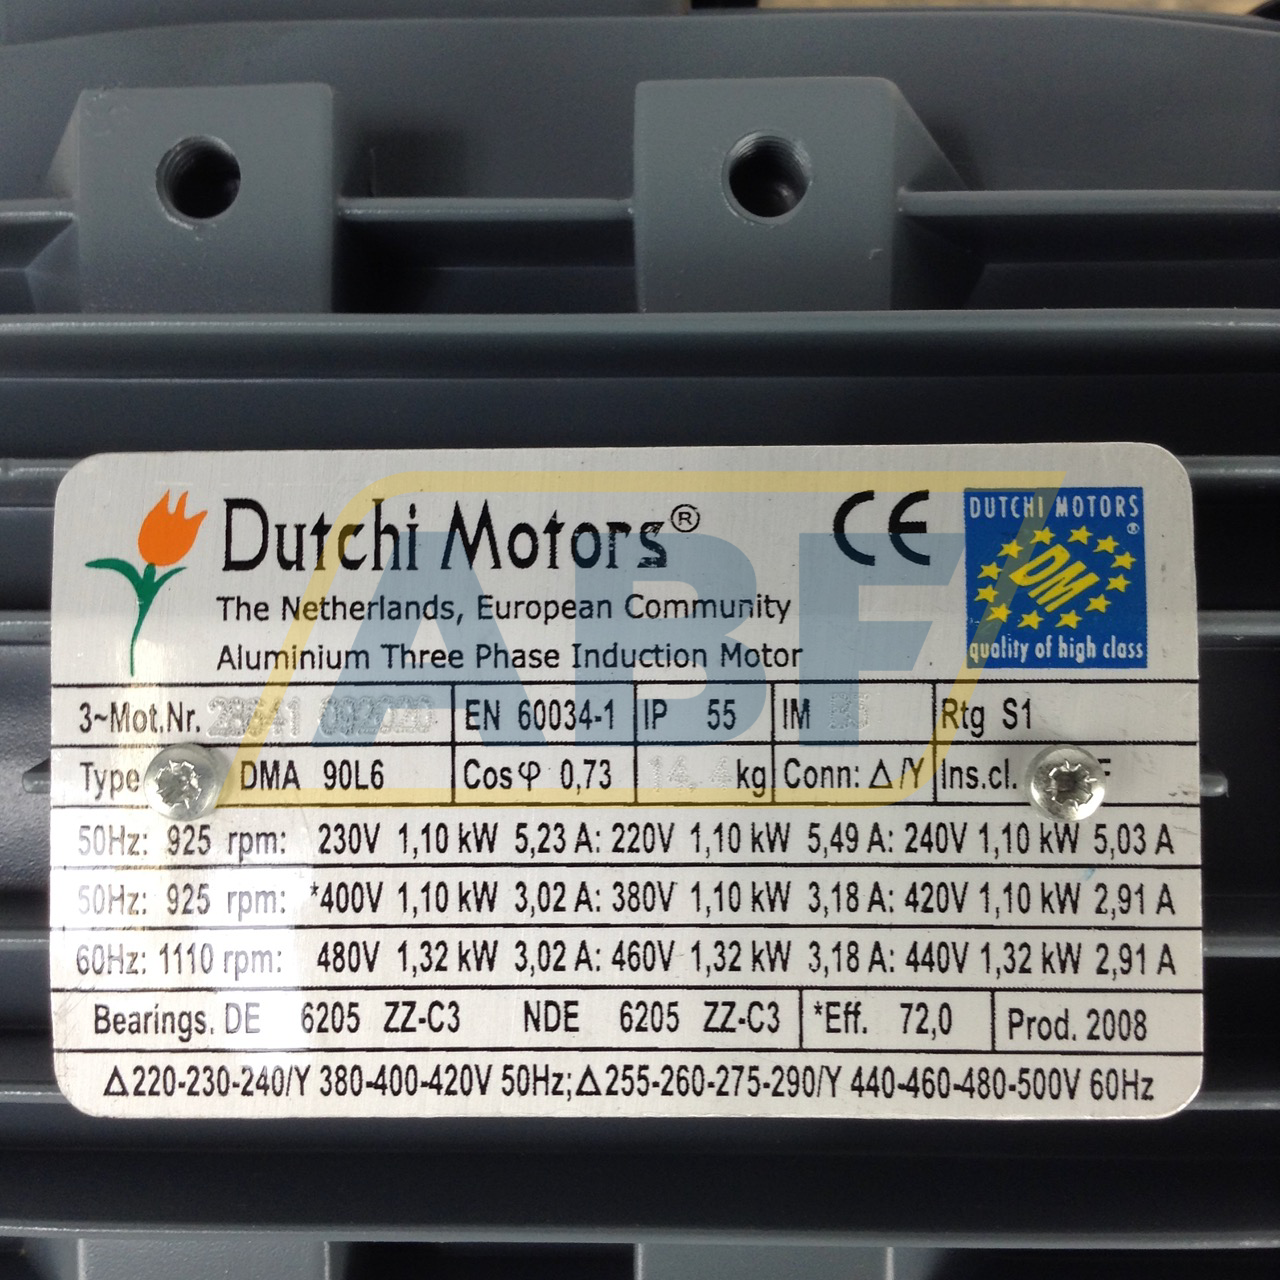 Dutchi Motors®
The Netherlands, European Community
Aluminium Three Phase Induction Motor
CE
DUTCHI MOTORS®
DM
quality of high class
3~Mot.Nr. EN 60034-1 IP 55 IM Rtg S1
Type DMA 90L6 Cosφ 0,73 14,4 kg Conn: Δ/Y Ins.cl. F
50Hz: 925 rpm: 230V 1,10 kW 5,23 A: 220V 1,10 kW 5,49 A: 240V 1,10 kW 5,03 A
50Hz: 925 rpm: *400V 1,10 kW 3,02 A: 380V 1,10 kW 3,18 A: 420V 1,10 kW 2,91 A
60Hz: 1110 rpm: 480V 1,32 kW 3,02 A: 460V 1,32 kW 3,18 A: 440V 1,32 kW 2,91 A
Bearings. DE 6205 ZZ-C3 NDE 6205 ZZ-C3 *Eff. 72,0 Prod. 2008
Δ220-230-240/Y 380-400-420V 50Hz;Δ255-260-275-290/Y 440-460-480-500V 60Hz
ABF